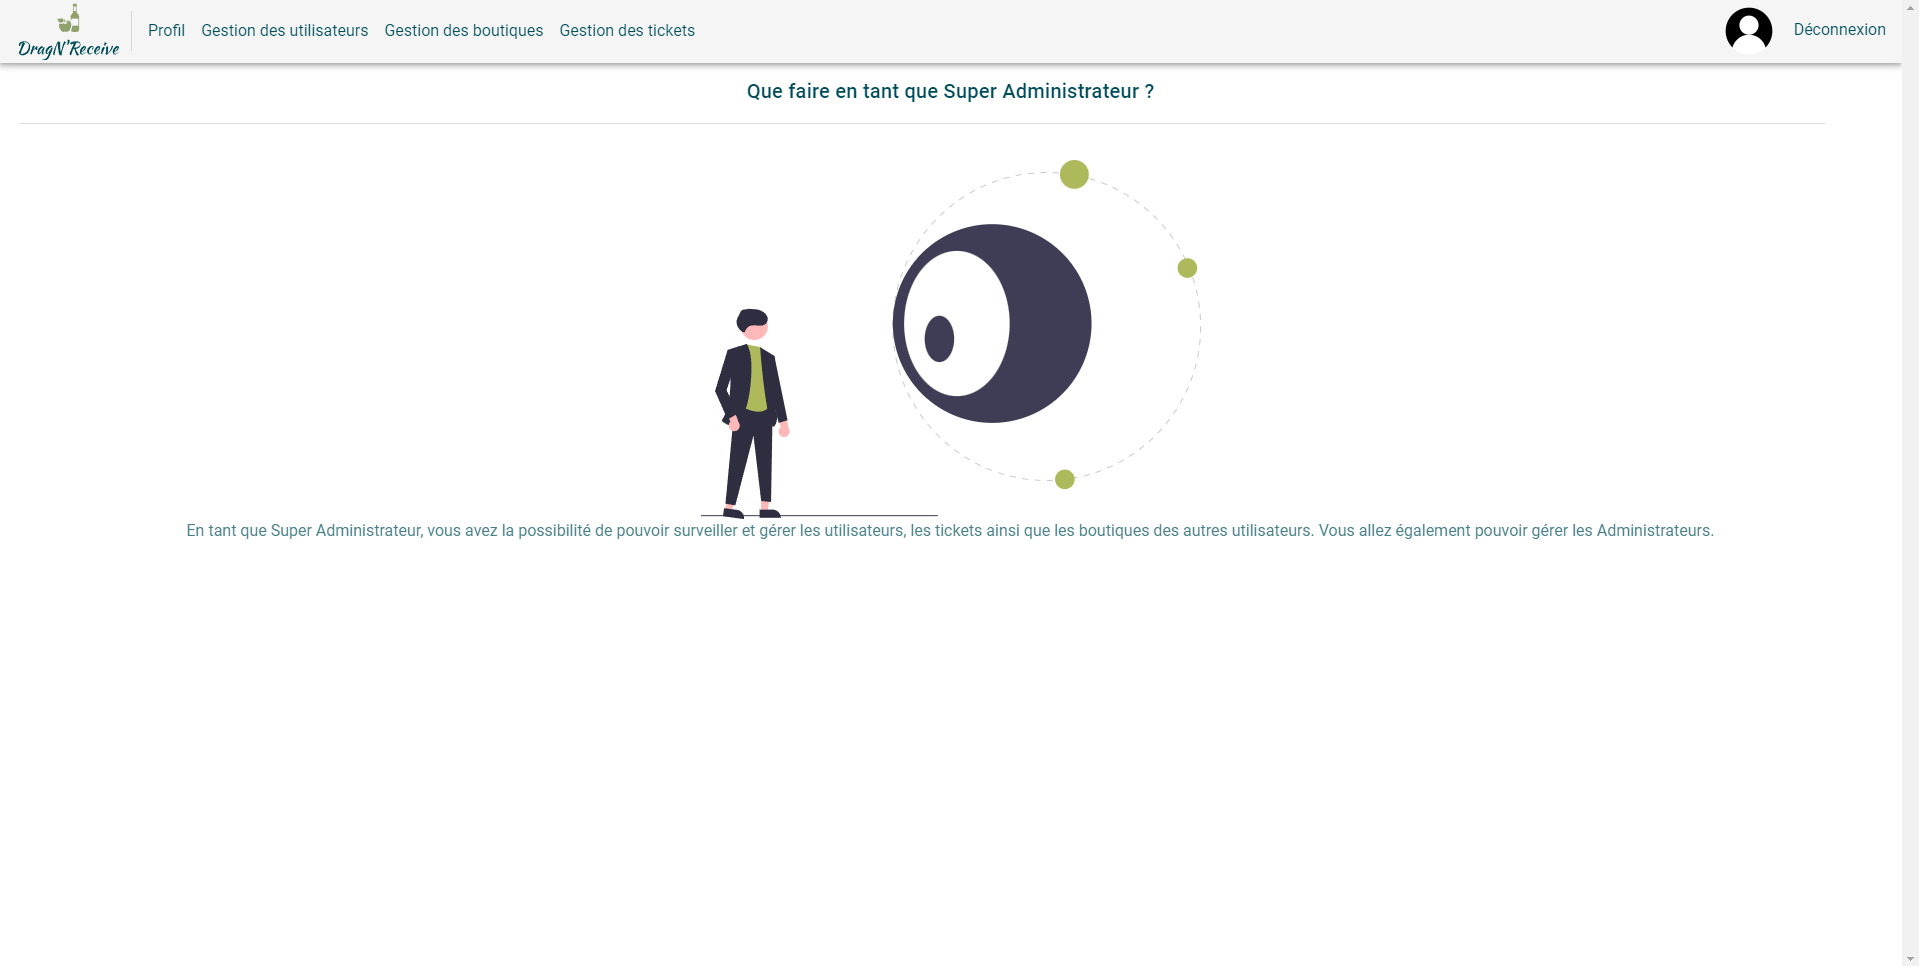 DragN'Receive
Profil
Gestion des utilisateurs
Gestion des boutiques
Gestion des tickets
Déconnexion
Que faire en tant que Super Administrateur ?
En tant que Super Administrateur, vous avez la possibilité de pouvoir surveiller et gérer les utilisateurs, les tickets ainsi que les boutiques des autres utilisateurs. Vous allez également pouvoir gérer les Administrateurs.